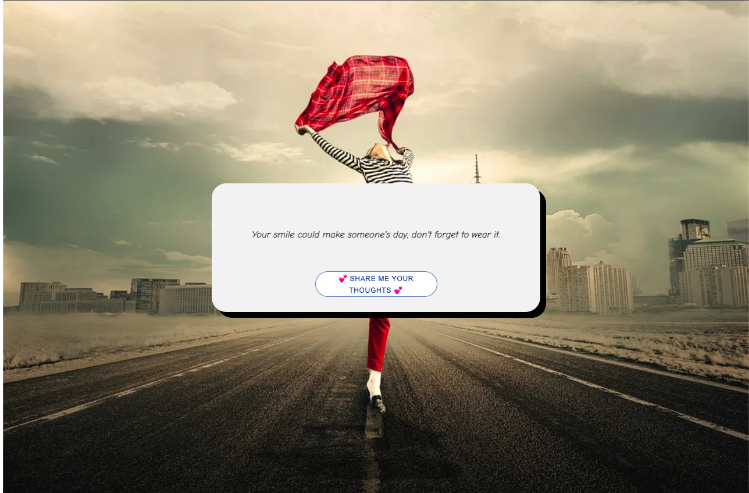 Your smile could make someone's day, don't forget to wear it.
💕 SHARE ME YOUR
THOUGHTS 💕